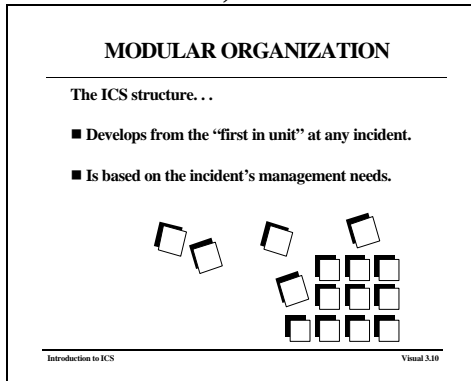 MODULAR ORGANIZATION
The ICS structure. . .
■ Develops from the “first in unit” at any incident.
■ Is based on the incident’s management needs.
Introduction to ICS Visual 3.10